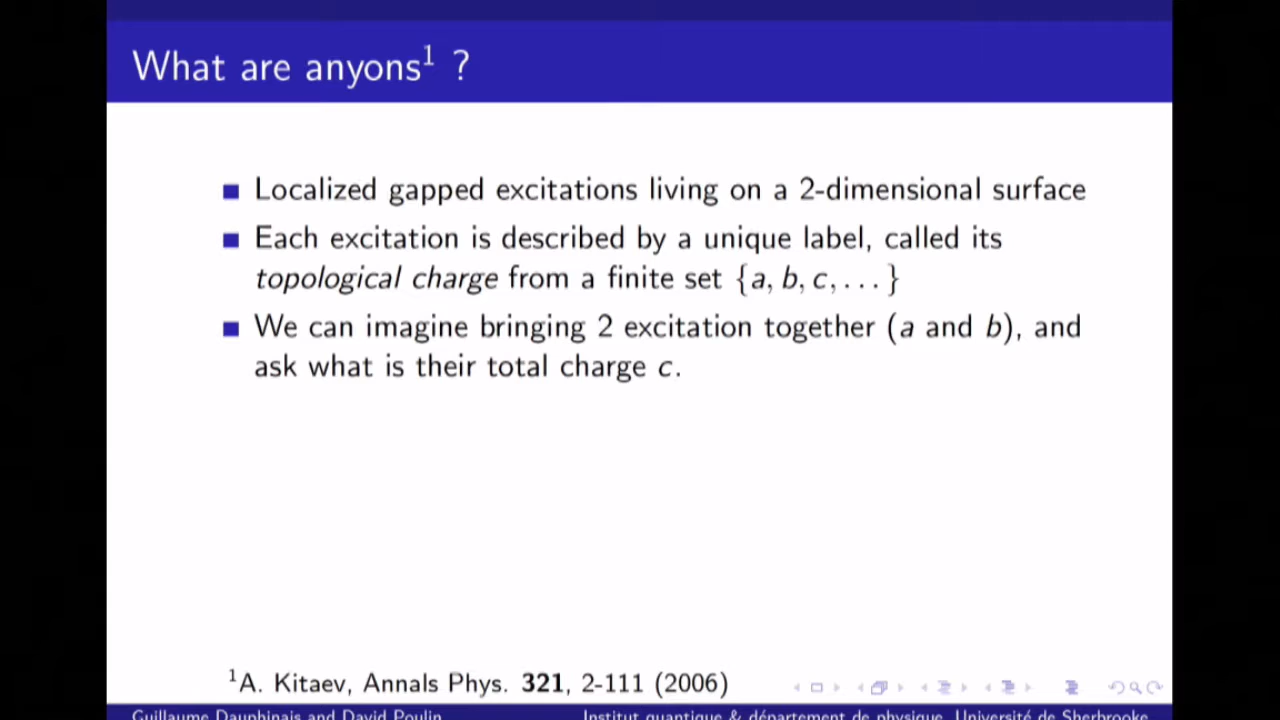 What are anyons¹ ?
Localized gapped excitations living on a 2-dimensional surface
Each excitation is described by a unique label, called its
topological charge from a finite set {a, b, c, . . . }
We can imagine bringing 2 excitation together (a and b), and
ask what is their total charge c.
¹A. Kitaev, Annals Phys. 321, 2-111 (2006)
Guillaume Dauphinais and David Poulin
Institut quantique & département de physique, Université de Sherbrooke